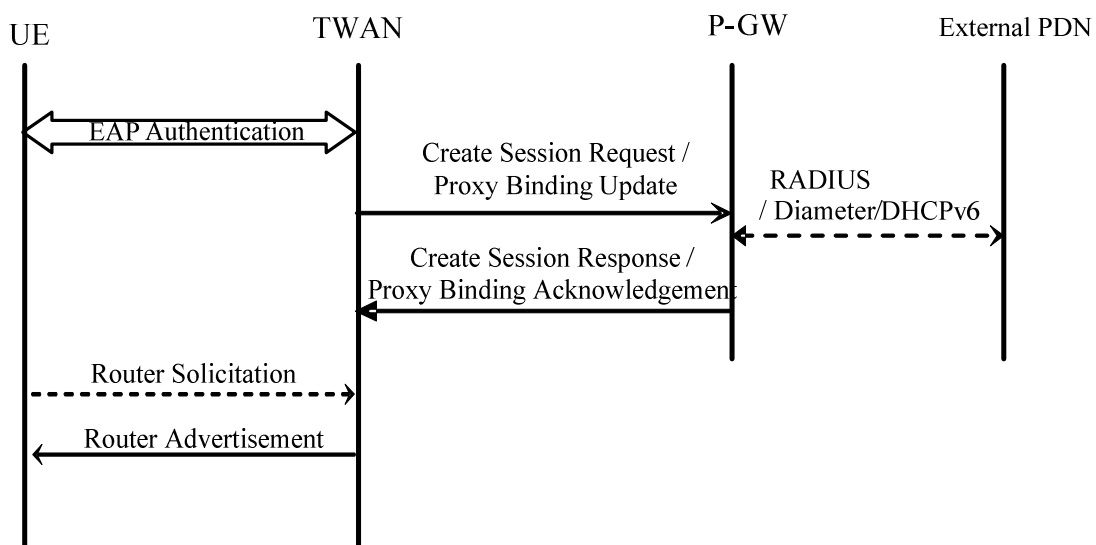 UE
TWAN
P-GW
External PDN
EAP Authentication
Create Session Request /
Proxy Binding Update
RADIUS
/ Diameter/DHCPv6
Create Session Response /
Proxy Binding Acknowledgement
Router Solicitation
Router Advertisement